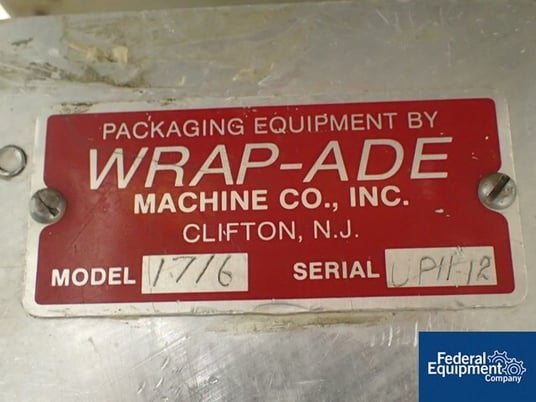 PACKAGING EQUIPMENT BY
WRAP-ADE
MACHINE CO., INC.
CLIFTON, N.J.
MODEL 1716 SERIAL UP11-12
Federal
Equipment
Company